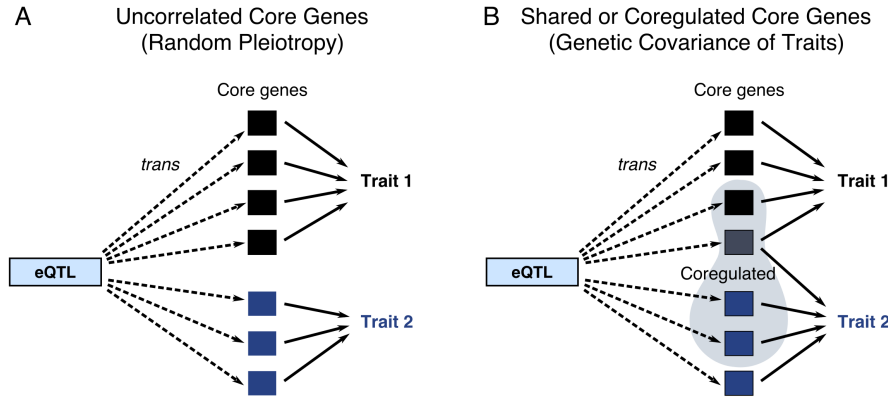 A
Uncorrelated Core Genes
(Random Pleiotropy)
Core genes
trans
Trait 1
eQTL
Trait 2
B
Shared or Coregulated Core Genes
(Genetic Covariance of Traits)
Core genes
trans
Trait 1
eQTL
Coregulated
Trait 2